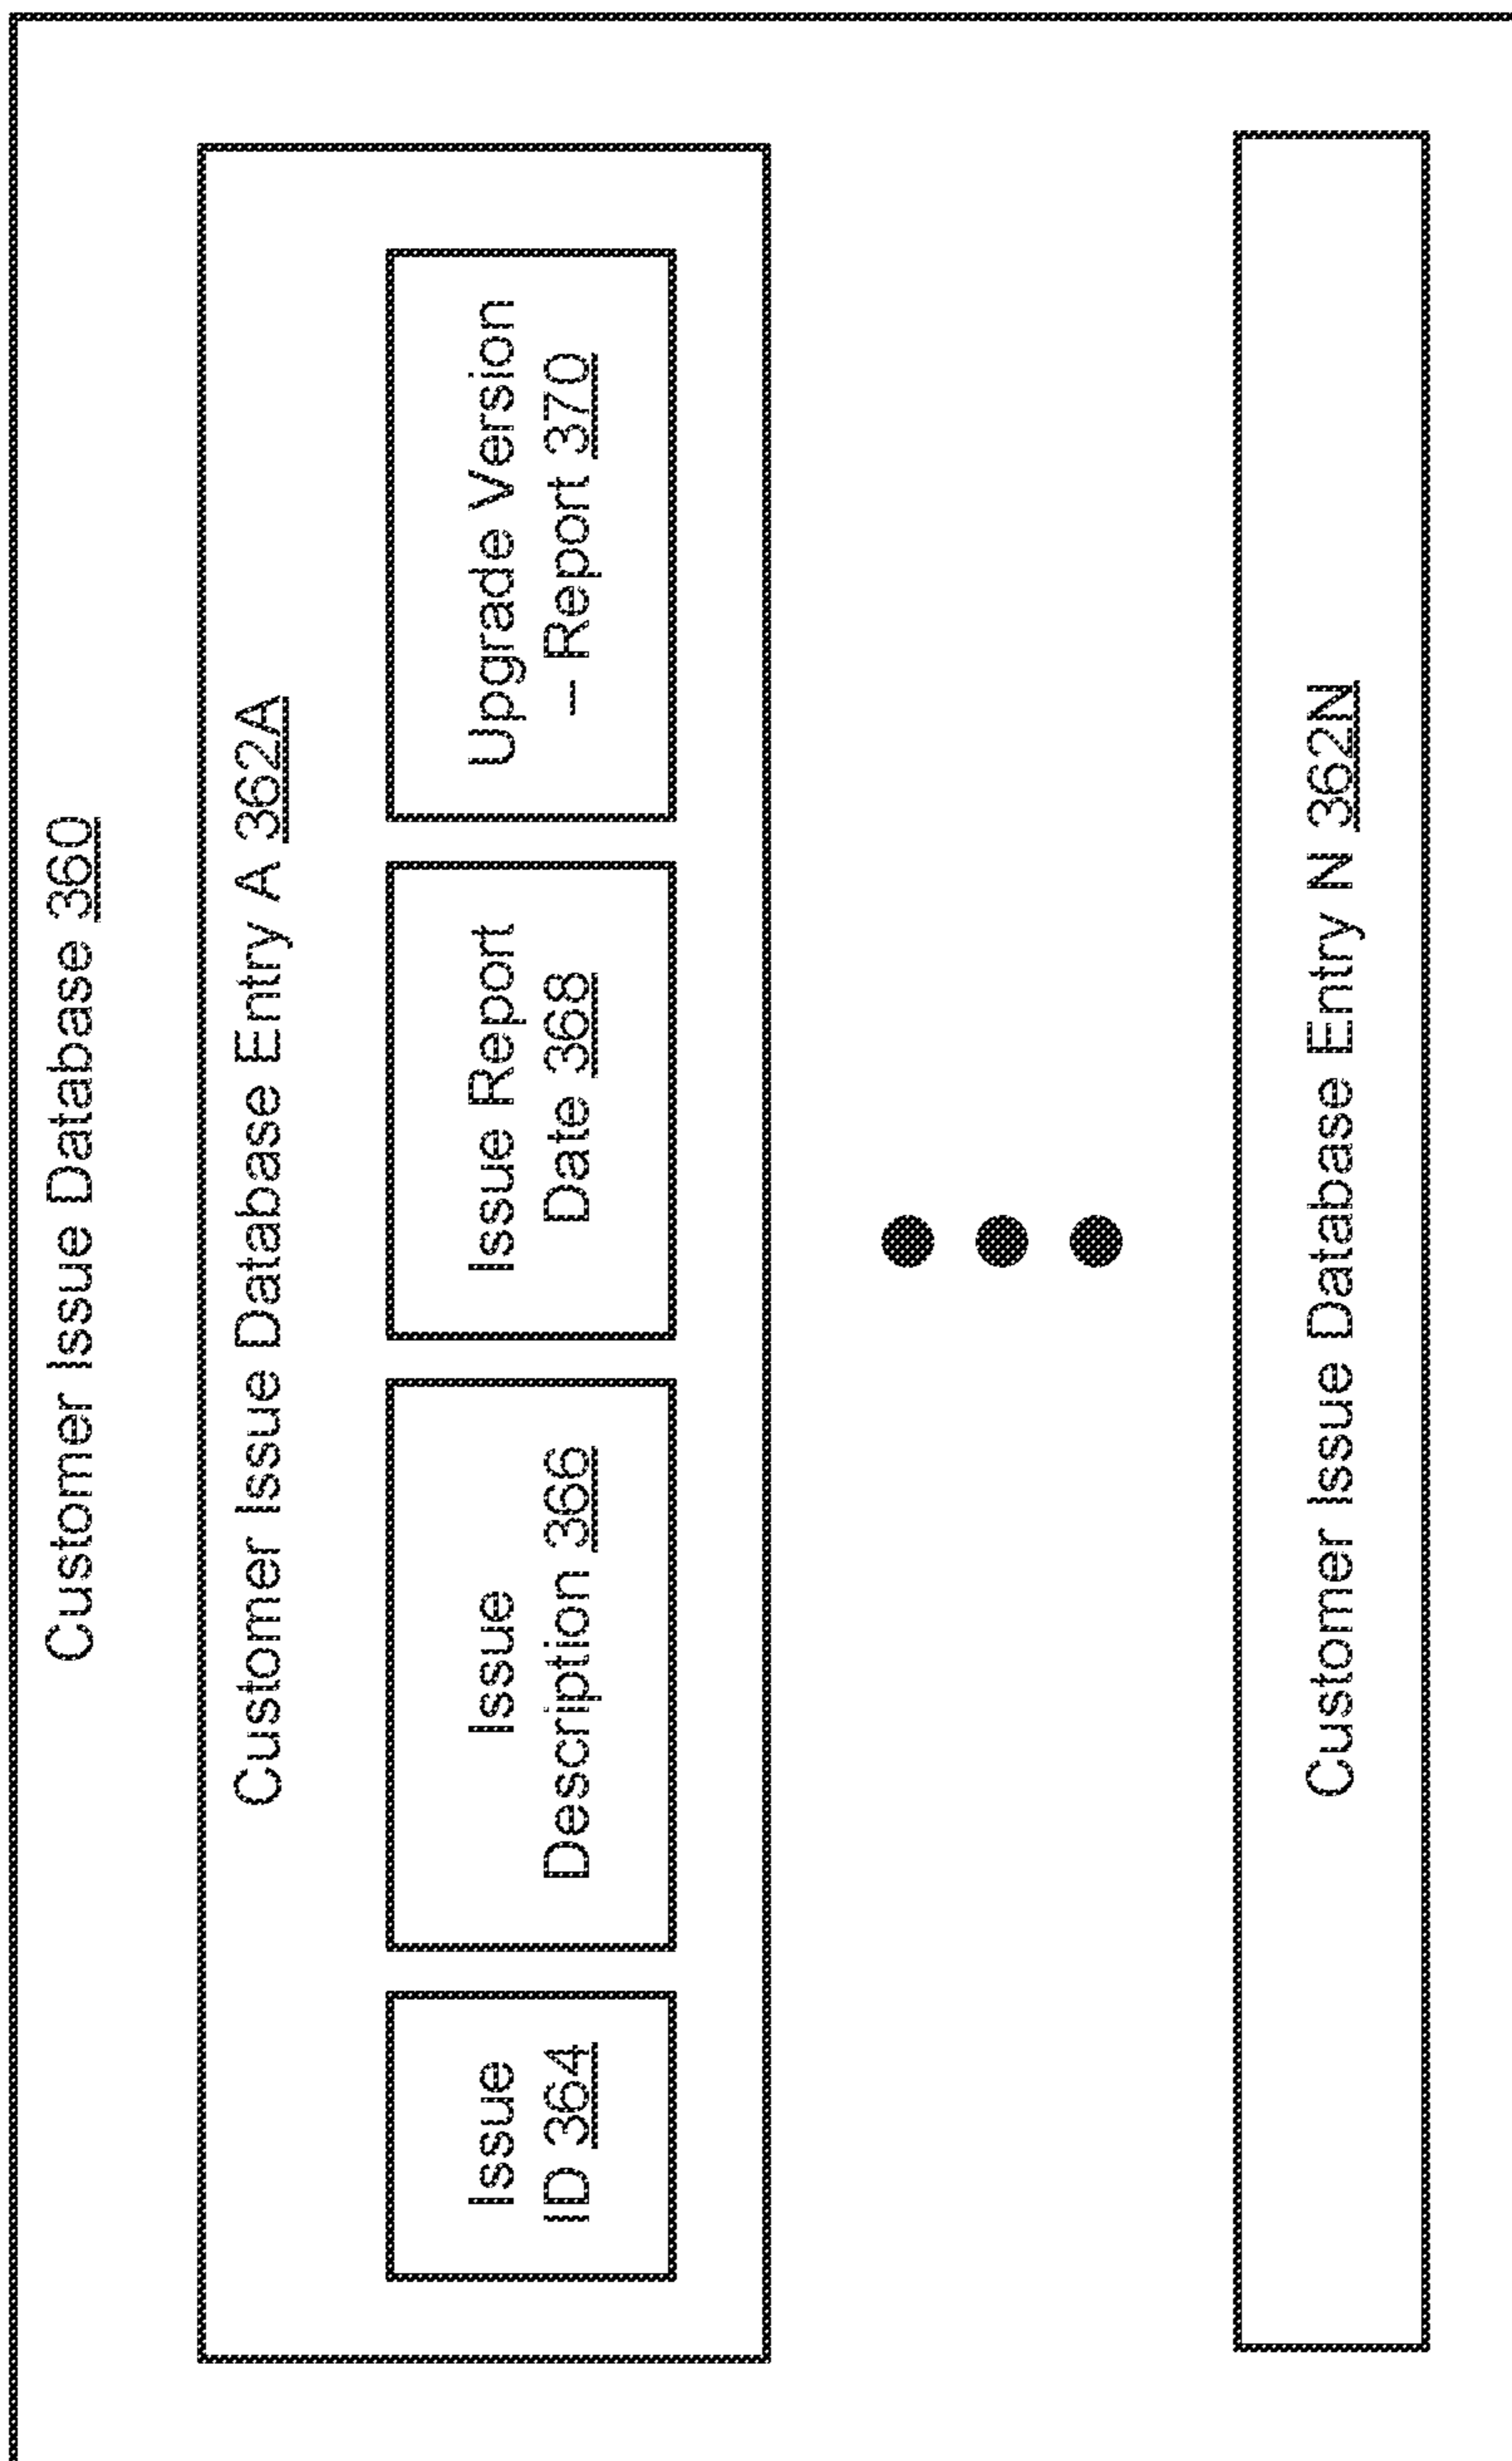 Customer Issue Database 360
Customer Issue Database Entry A 362A
Issue
ID 364
Issue
Description 366
Issue Report
Date 368
Upgrade Version
– Report 370
Customer Issue Database Entry N 362N